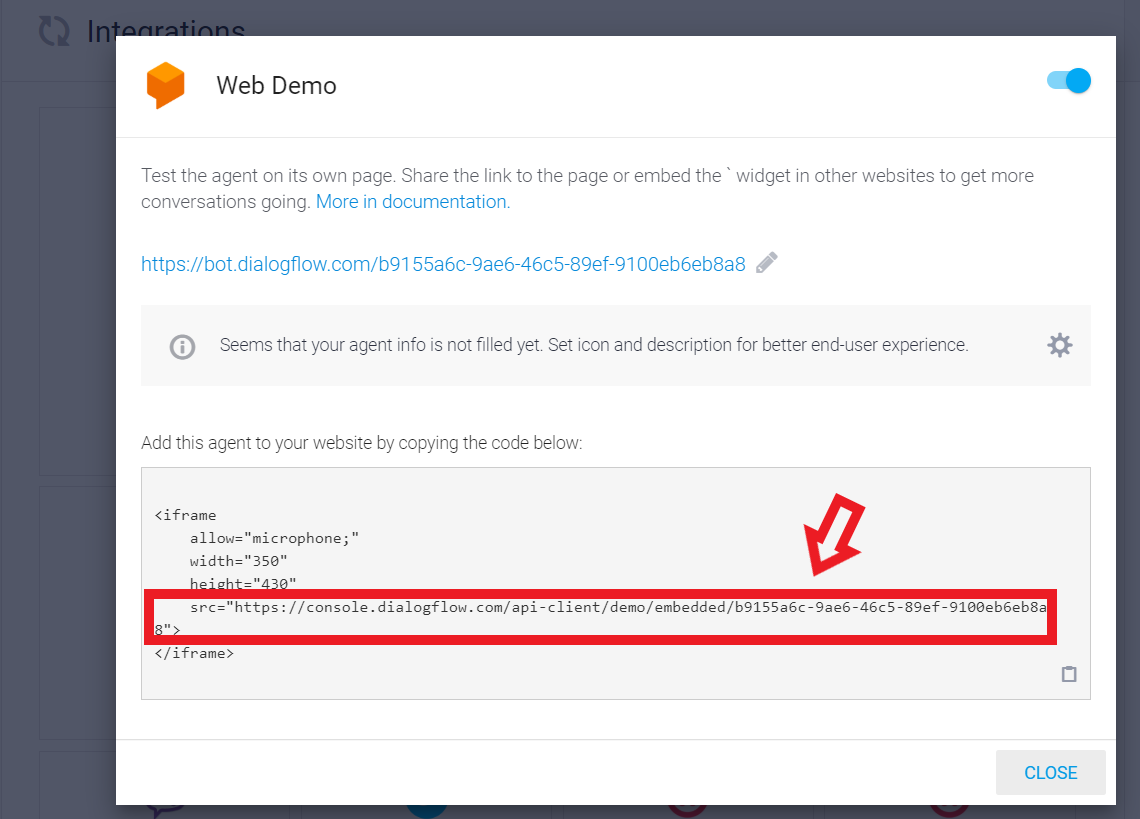 Integrations
Web Demo
Test the agent on its own page. Share the link to the page or embed the ` widget in other websites to get more
conversations going. More in documentation.
https://bot.dialogflow.com/b9155a6c-9ae6-46c5-89ef-9100eb6eb8a8
Seems that your agent info is not filled yet. Set icon and description for better end-user experience.
Add this agent to your website by copying the code below:
<iframe
allow="microphone;"
width="350"
height="430"
src="https://console.dialogflow.com/api-client/demo/embedded/b9155a6c-9ae6-46c5-89ef-9100eb6eb8a
8">
</iframe>
CLOSE